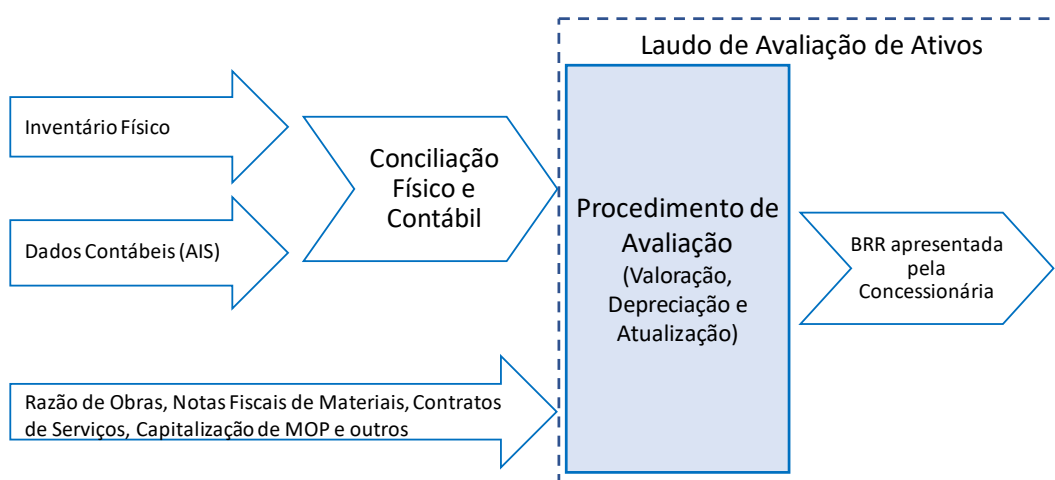 Laudo de Avaliação de Ativos
Inventário Físico
Dados Contábeis (AIS)
Conciliação
Físico e
Contábil
Procedimento de
Avaliação
(Valoração,
Depreciação e
Atualização)
BRR apresentada
pela
Concessionária
Razão de Obras, Notas Fiscais de Materiais, Contratos
de Serviços, Capitalização de MOP e outros